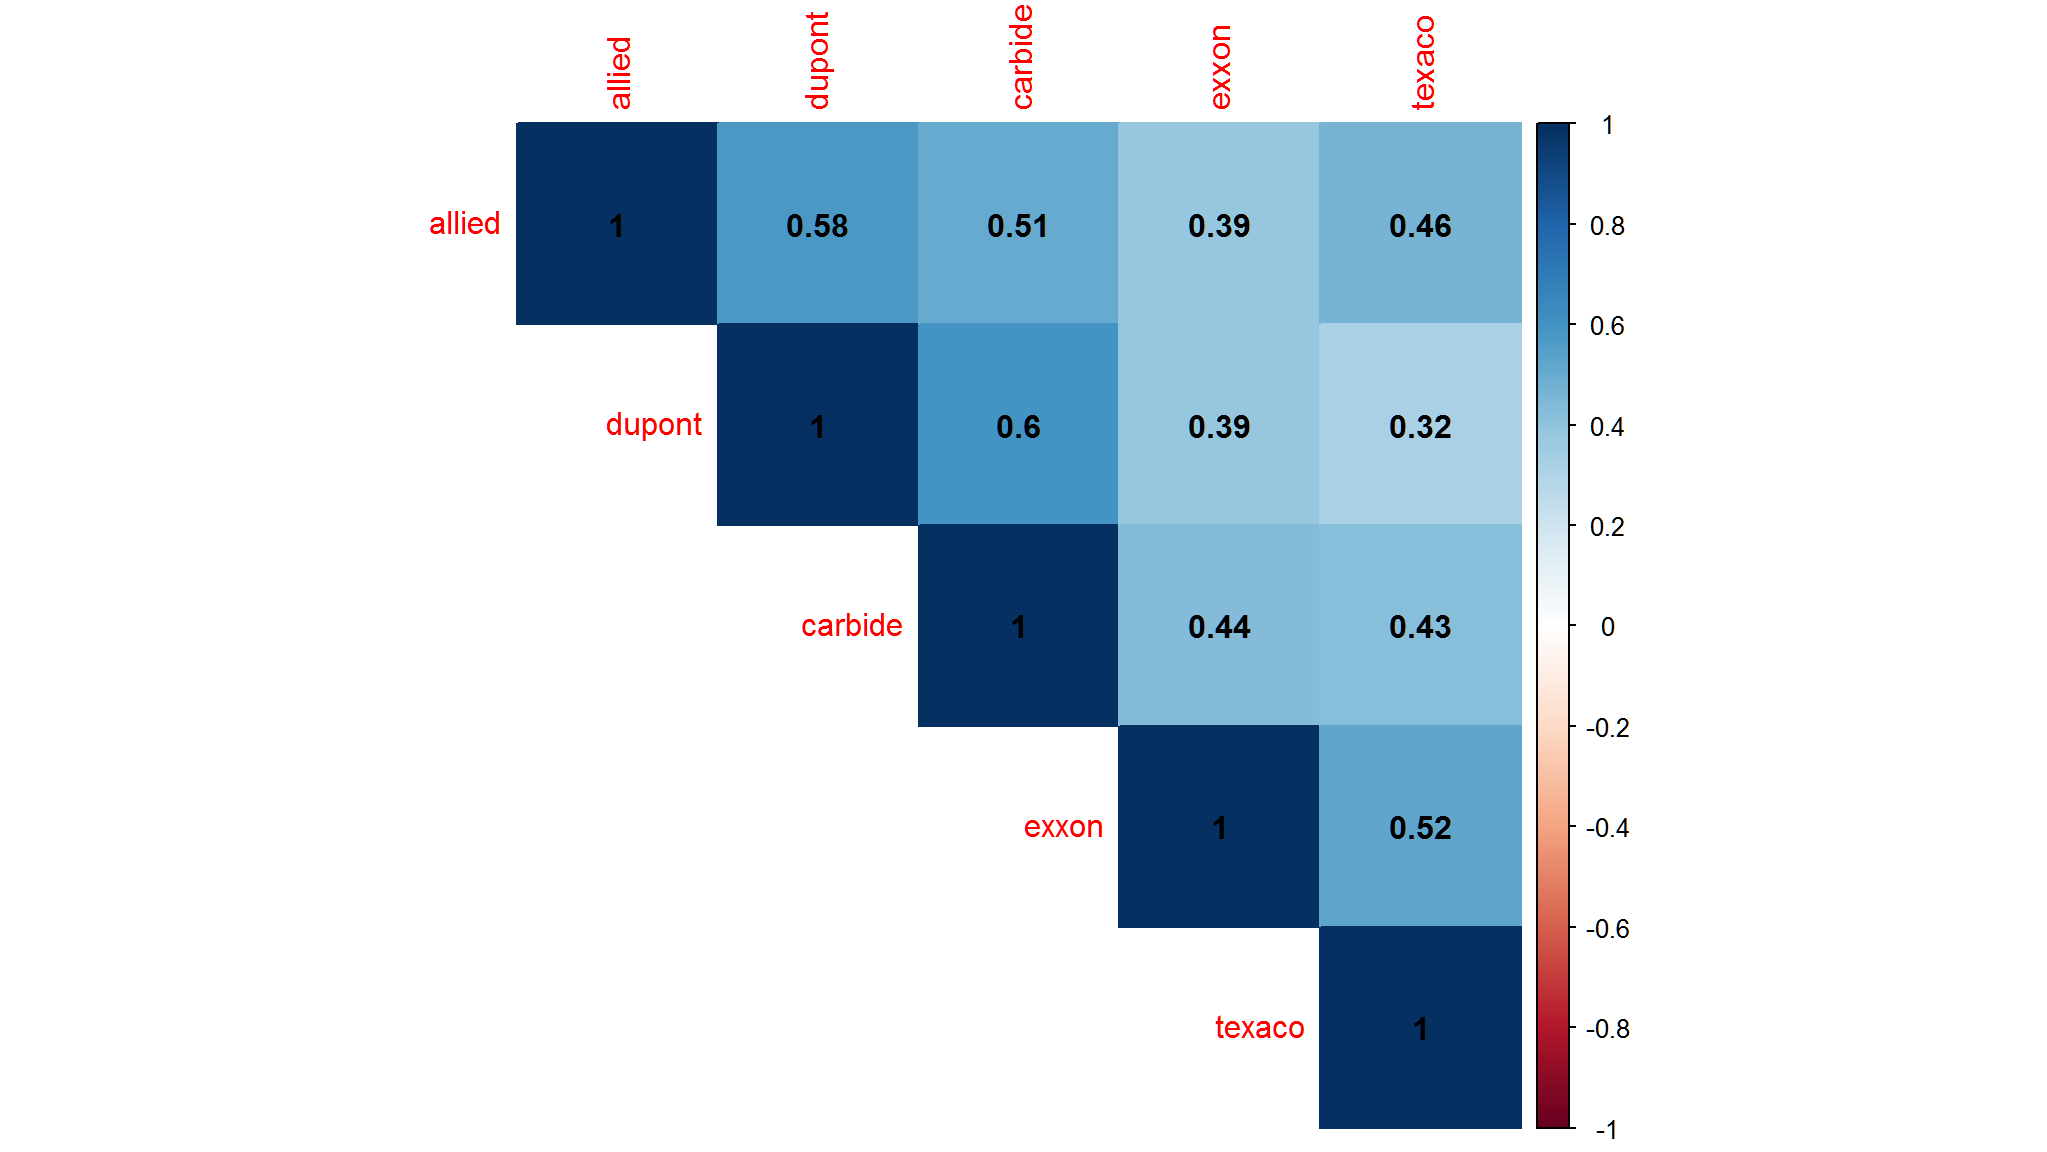 allied
dupont
carbide
exxon
texaco
allied 1 0.58 0.51 0.39 0.46
dupont 1 0.6 0.39 0.32
carbide 1 0.44 0.43
exxon 1 0.52
texaco 1
1
0.8
0.6
0.4
0.2
0
-0.2
-0.4
-0.6
-0.8
-1